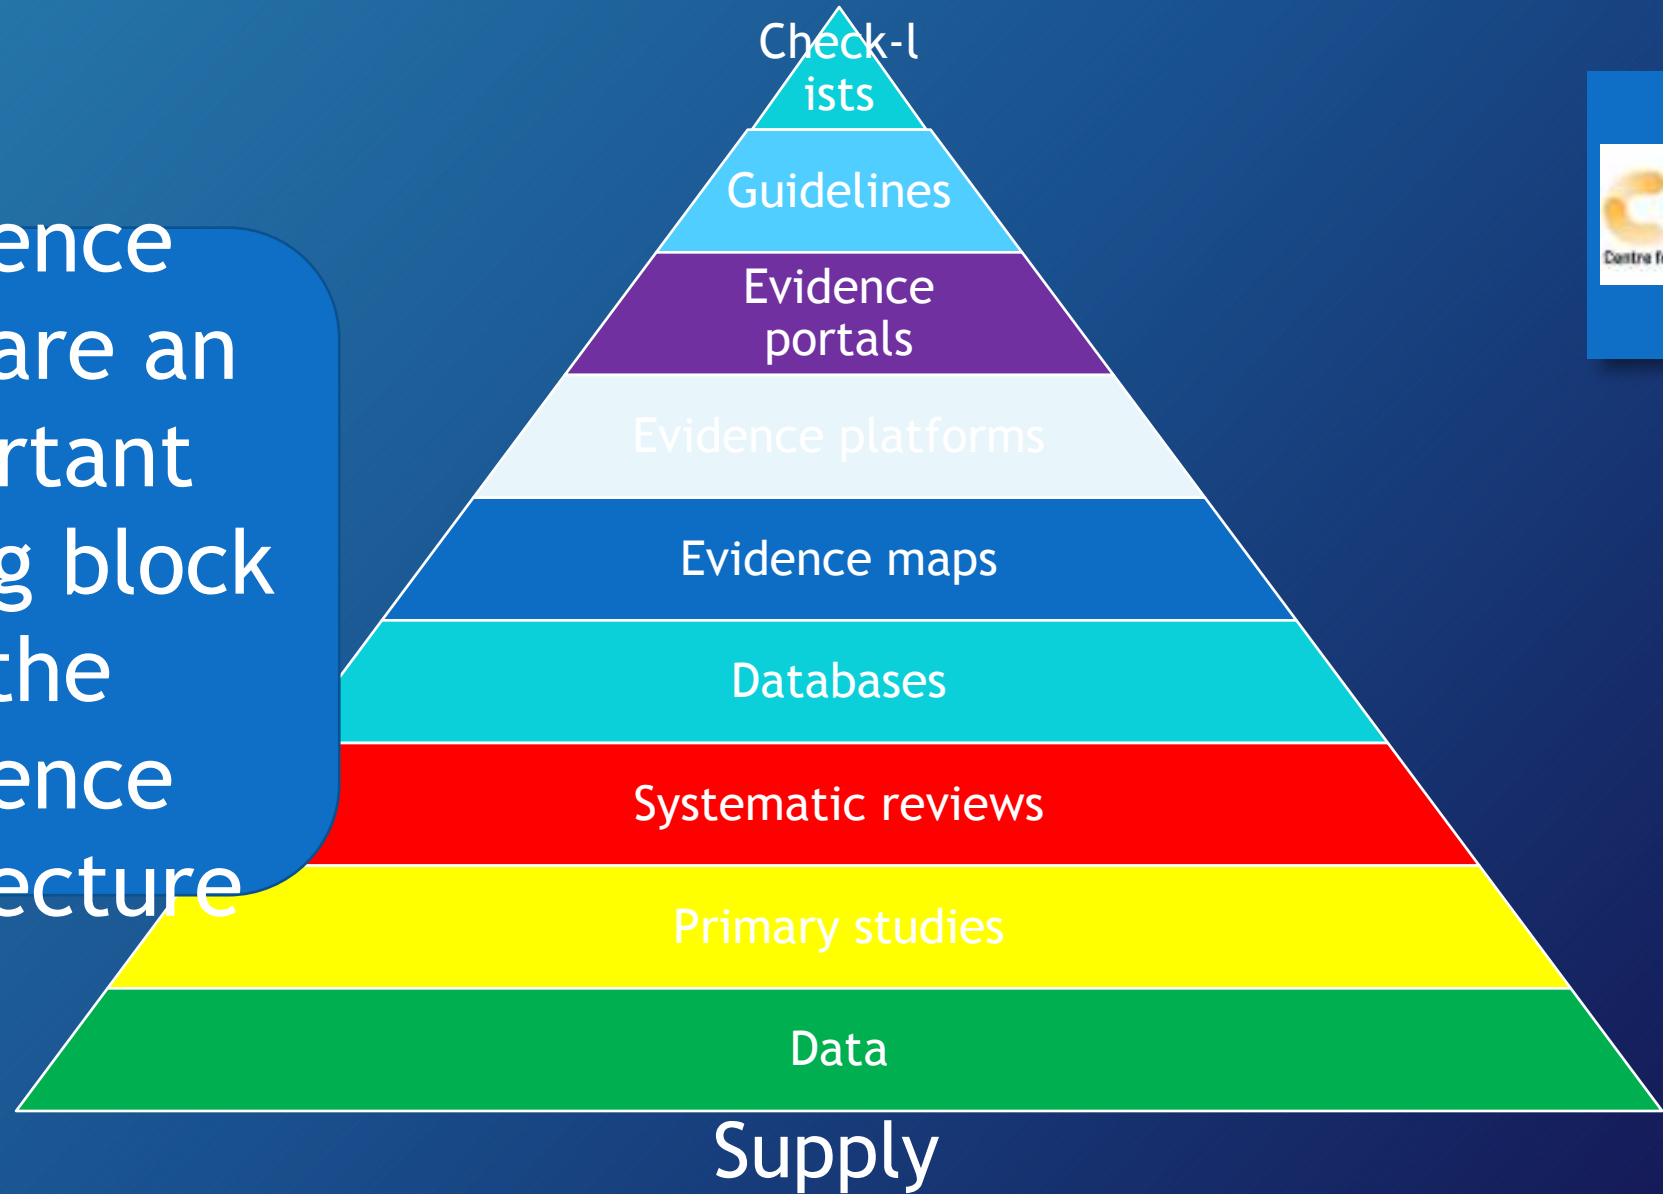 Check-l
ists
Guidelines
Evidence
portals
Evidence platforms
Evidence maps
Databases
Systematic reviews
Primary studies
Data
Supply
ence
are an
rtant
g block
the
ence
ecture
Centre f